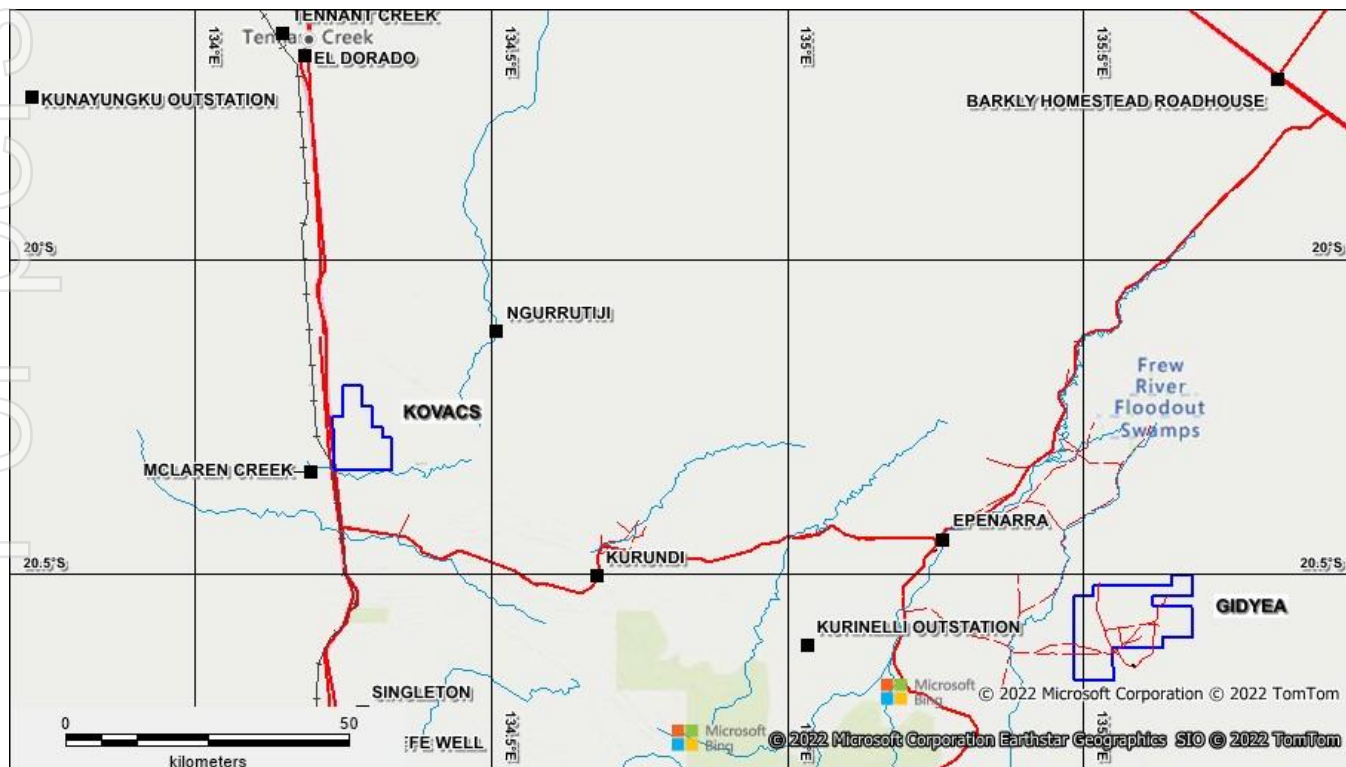 TENNANT CREEK
Tennant Creek
EL DORADO
KUNAYUNGKU OUTSTATION
BARKLY HOMESTEAD ROADHOUSE
134°E
134.5°E
135°E
135.5°E
20°S
20°S
NGURRUTIJI
KOVACS
MCLAREN CREEK
Frew
River
Floodout
Swamps
EPENARRA
KURUNDI
20.5°S
20.5°S
GIDYEA
KURINELLI OUTSTATION
SINGLETON
Microsoft
Bing
© 2022 Microsoft Corporation © 2022 TomTom
0
50
kilometers
FE WELL
134.5°E
135°E
Microsoft
Bing
© 2022 Microsoft Corporation Earthstar Geographics SIO © 2022 TomTom